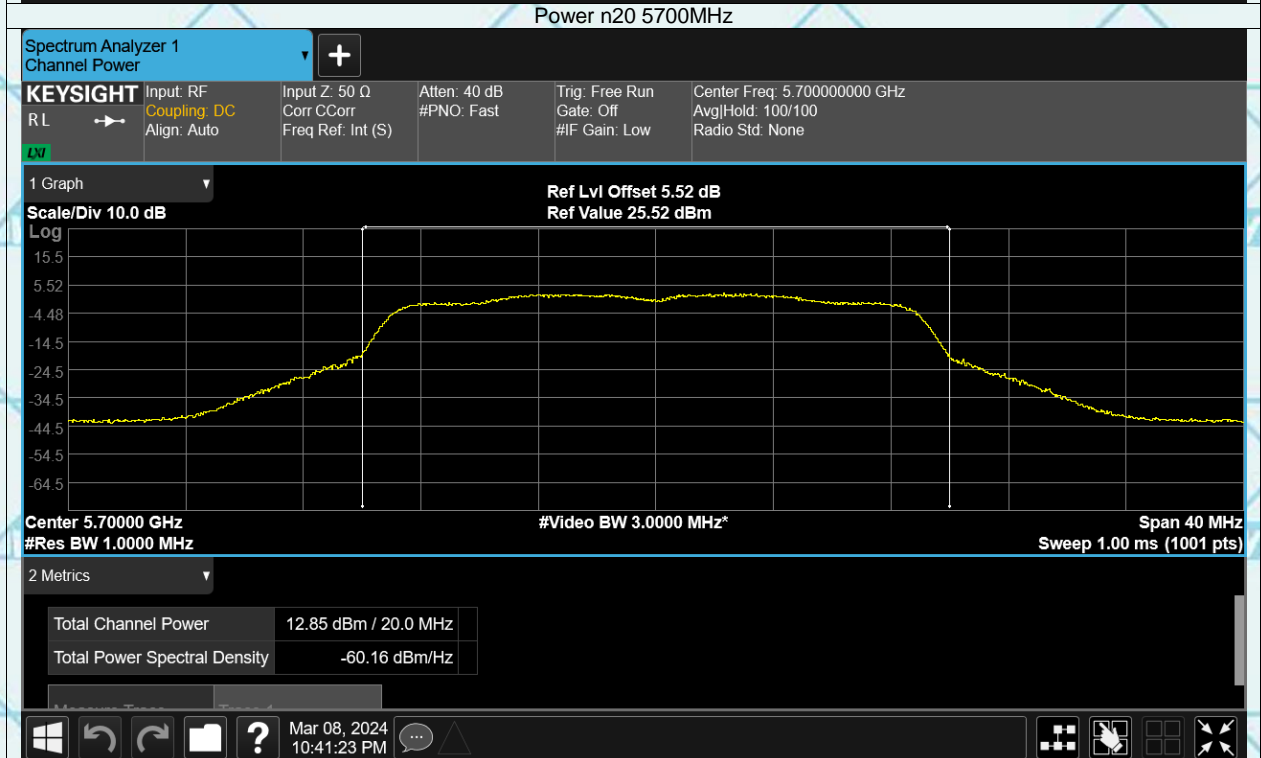 Power n20 5700MHz
Spectrum Analyzer 1
Channel Power
KEYSIGHT
R L
LXI
Input: RF
Coupling: DC
Align: Auto
Input Z: 50 Ω
Corr CCorr
Freq Ref: Int (S)
Atten: 40 dB
#PNO: Fast
Trig: Free Run
Gate: Off
#IF Gain: Low
Center Freq: 5.700000000 GHz
Avg|Hold: 100/100
Radio Std: None
1 Graph
Scale/Div 10.0 dB
Ref Lvl Offset 5.52 dB
Ref Value 25.52 dBm
Log
15.5
5.52
-4.48
-14.5
-24.5
-34.5
-44.5
-54.5
-64.5
Center 5.70000 GHz
#Res BW 1.0000 MHz
#Video BW 3.0000 MHz*
Span 40 MHz
Sweep 1.00 ms (1001 pts)
2 Metrics
Total Channel Power 12.85 dBm / 20.0 MHz
Total Power Spectral Density -60.16 dBm/Hz
?
Mar 08, 2024
10:41:23 PM